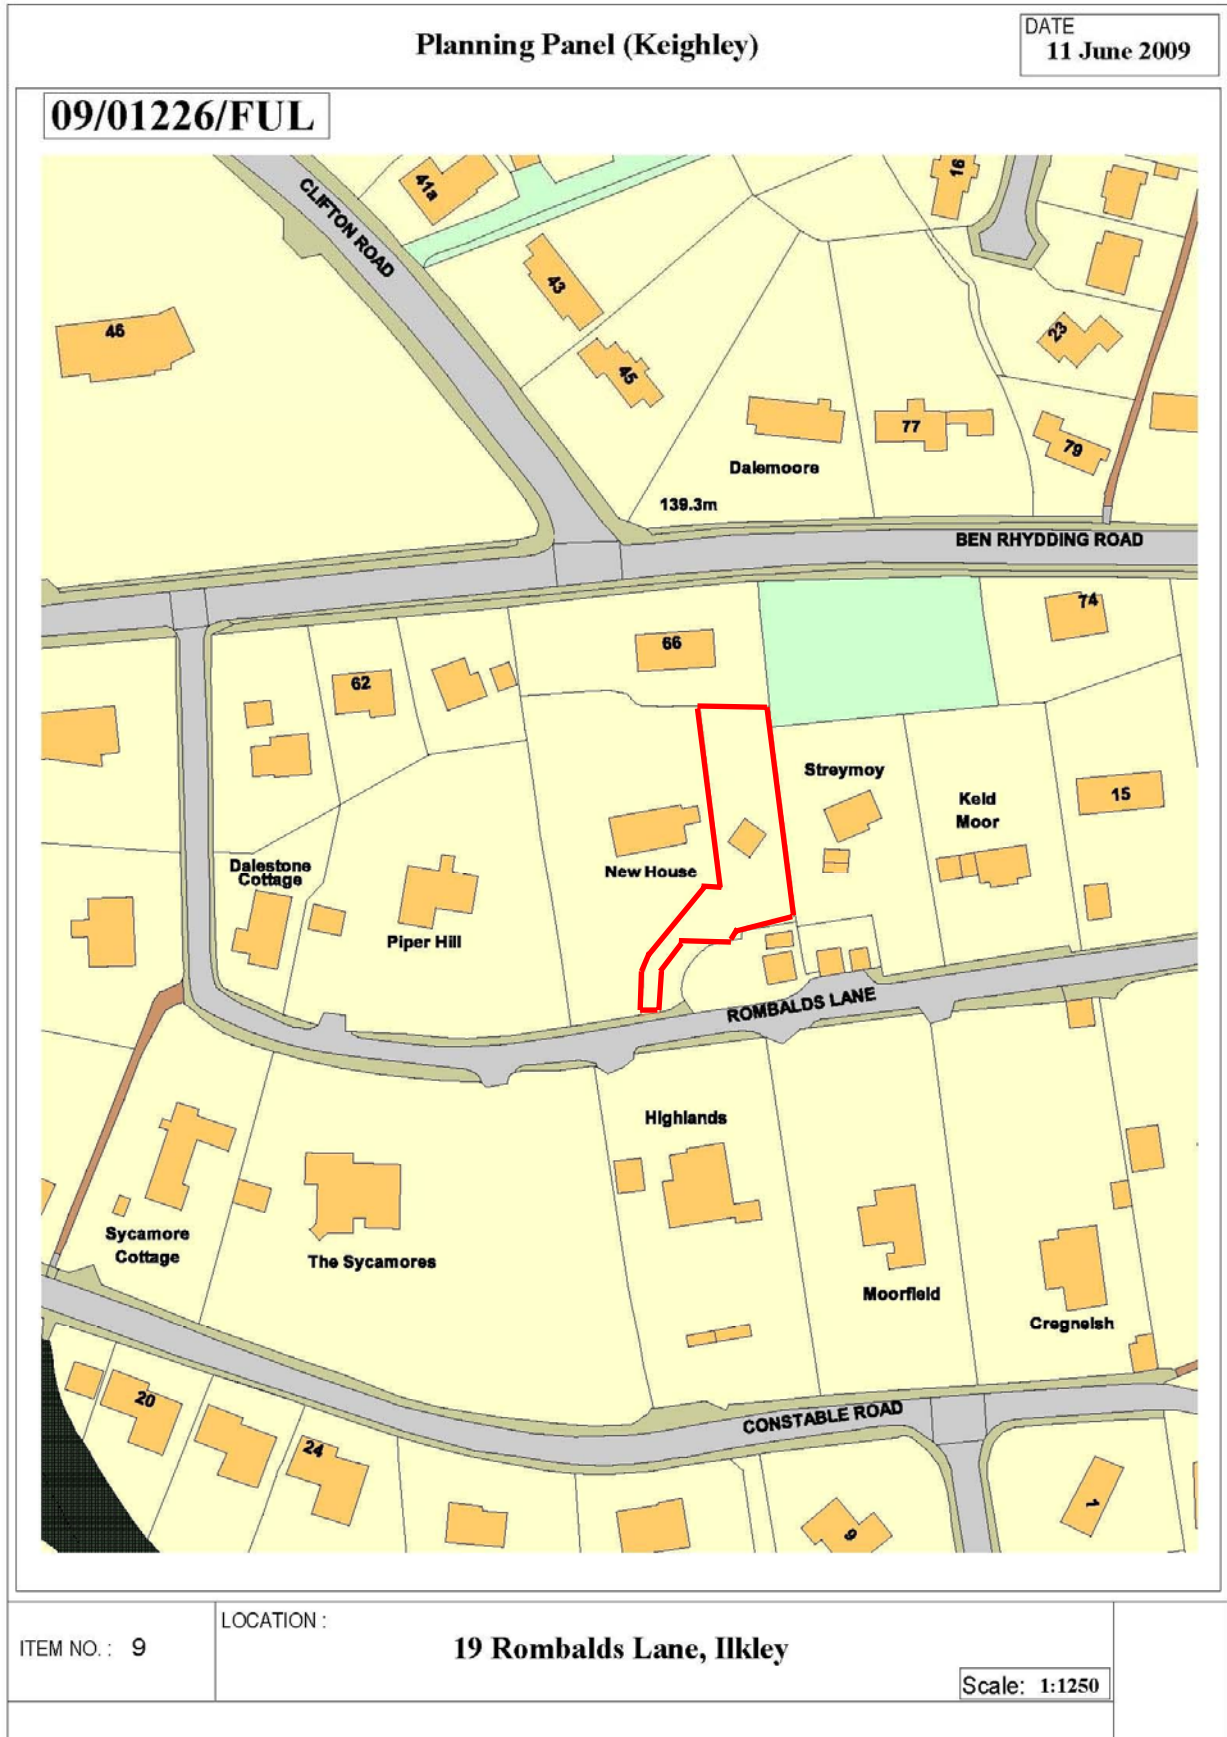 Planning Panel (Keighley)
DATE
11 June 2009
09/01226/FUL
CLIFTON ROAD
41a
16
43
46
45
23
77
79
Dalemoore
139.3m
BEN RHYDDING ROAD
74
66
62
Streymoy
Keld
Moor
15
Dalestone
Cottage
New House
Piper Hill
ROMBALDS LANE
Highlands
Sycamore
Cottage
The Sycamores
Moorfield
Cregneish
20
24
CONSTABLE ROAD
9
1
ITEM NO. : 9
LOCATION :
19 Rombalds Lane, Ilkley
Scale: 1:1250